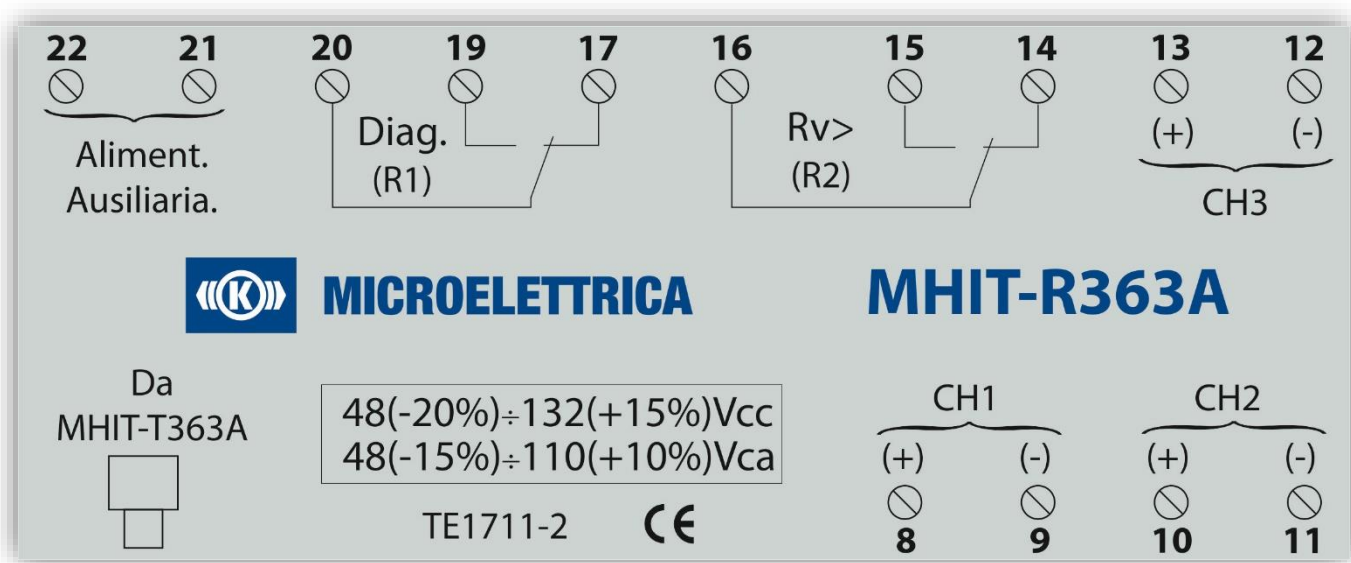 22 21 20 19 17 16 15 14 13 12
Diag. Rv> (+) (-)
Aliment. (R1) (R2)
Ausiliaria. CH3
K MICROELETTRICA MHIT-R363A
Da
MHIT-T363A
48(-20%)÷132(+15%)Vcc
48(-15%)÷110(+10%)Vca
TE1711-2 CE
CH1 CH2
(+) (-) (+) (-)
8 9 10 11